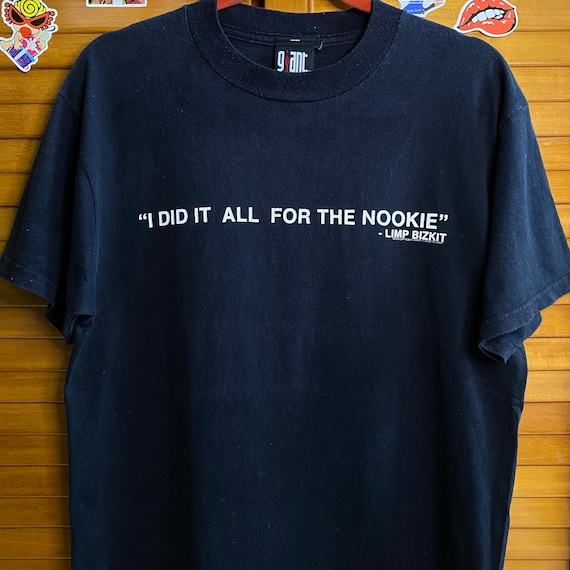 giant
“I DID IT ALL FOR THE NOOKIE”
- LIMP BIZKIT